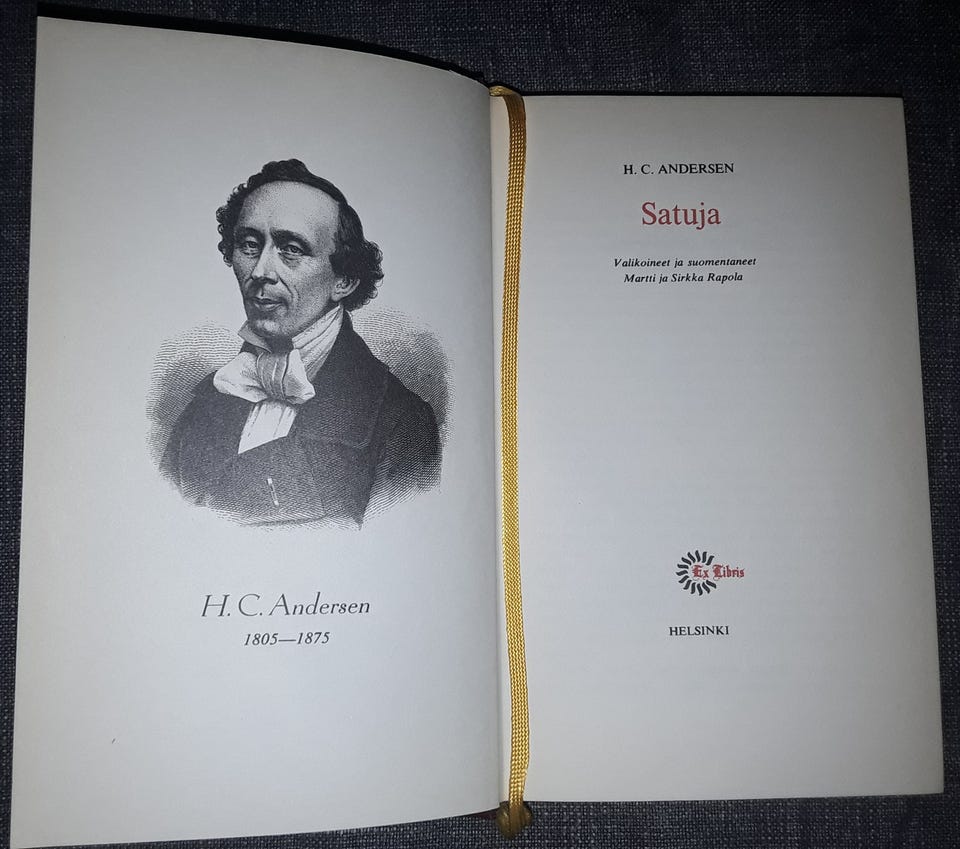 H. C. Andersen
1805—1875
H. C. ANDERSEN
Satuja
Valikoineet ja suomentaneet
Martti ja Sirkka Rapola
Ex Libris
HELSINKI